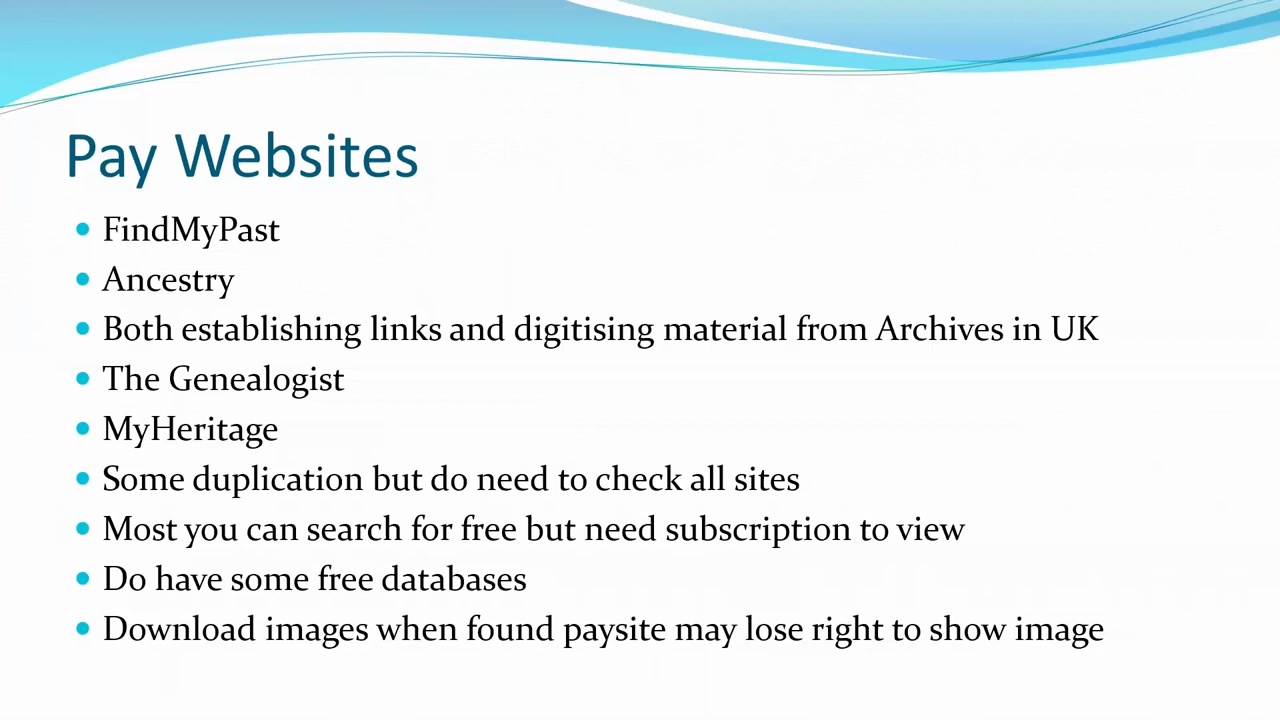 Pay Websites
FindMyPast
Ancestry
Both establishing links and digitising material from Archives in UK
The Genealogist
MyHeritage
Some duplication but do need to check all sites
Most you can search for free but need subscription to view
Do have some free databases
Download images when found paysite may lose right to show image